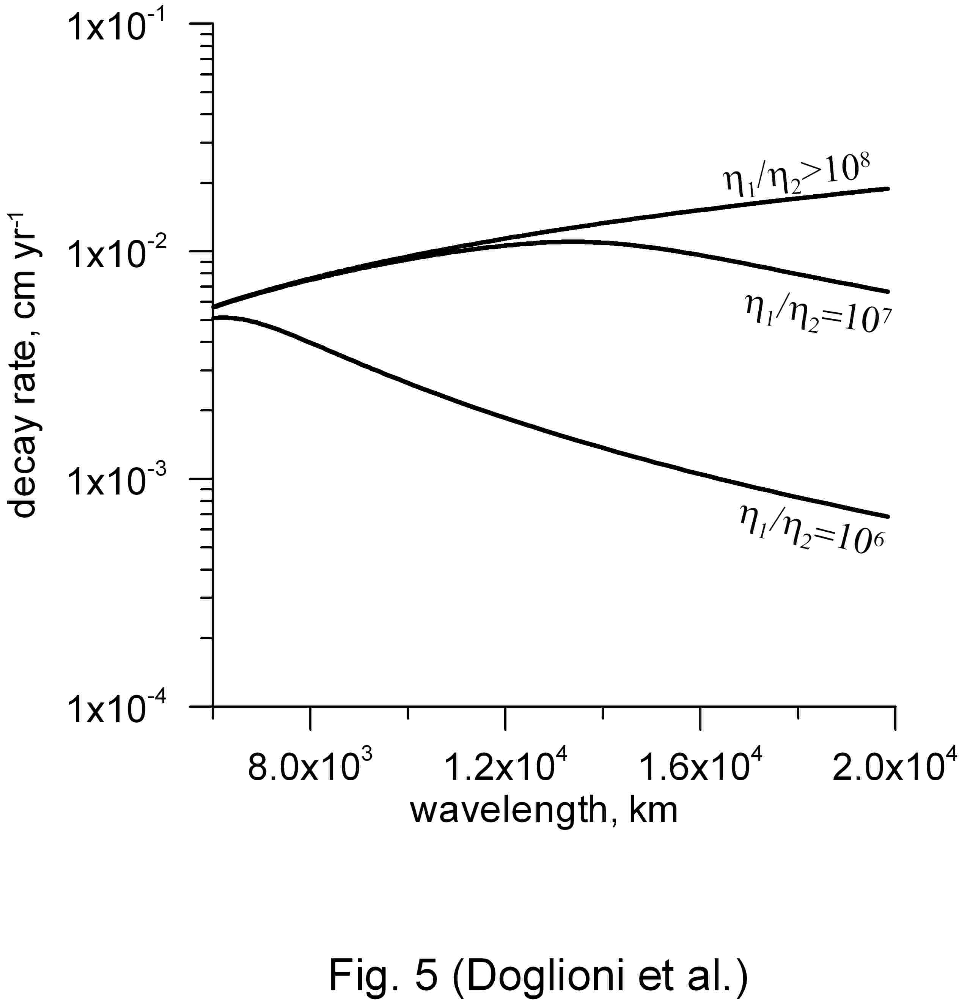 1x10⁻¹
1x10⁻²
1x10⁻³
1x10⁻⁴
decay rate, cm yr⁻¹
η₁/η₂>10⁸
η₁/η₂=10⁷
η₁/η₂=10⁶
8.0x10³ 1.2x10⁴ 1.6x10⁴ 2.0x10⁴
wavelength, km
Fig. 5 (Doglioni et al.)